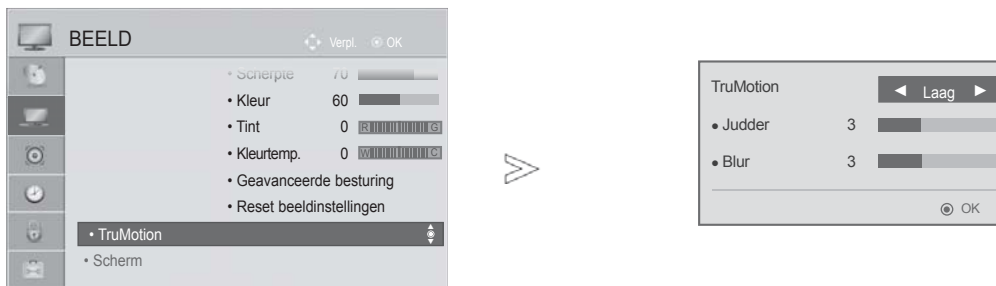 BEELD
Verpl. OK
• Scherpte 70
• Kleur 60
• Tint 0 R G
• Kleurtemp. 0 W C
• Geavanceerde besturing
• Reset beeldinstellingen
• TruMotion
• Scherm
TruMotion ◄ Laag ►
• Judder 3
• Blur 3
OK